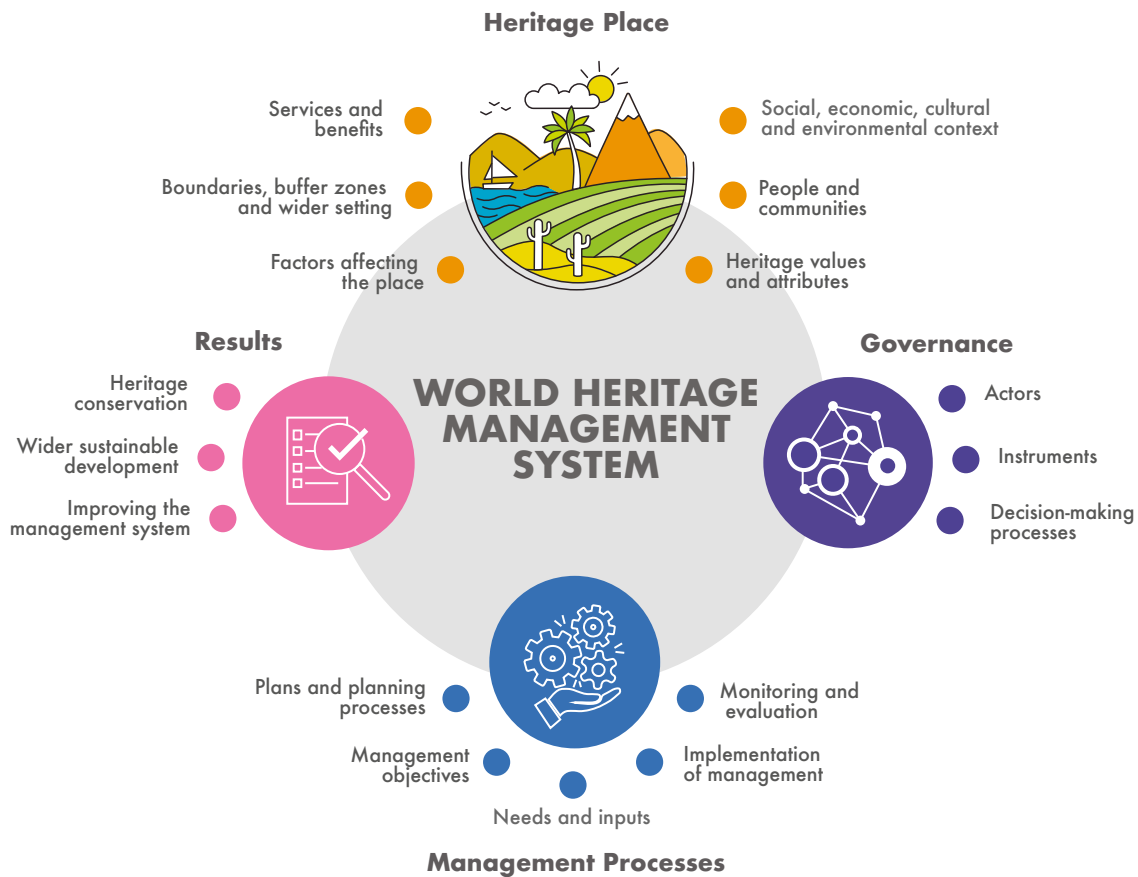 Heritage Place
Services and
benefits
Social, economic, cultural
and environmental context
Boundaries, buffer zones
and wider setting
People and
communities
Factors affecting
the place
Heritage values
and attributes
Results
Governance
Heritage
conservation
Wider sustainable
development
Improving the
management system
WORLD HERITAGE
MANAGEMENT
SYSTEM
Actors
Instruments
Decision-making
processes
Plans and planning
processes
Monitoring and
evaluation
Management
objectives
Implementation
of management
Needs and inputs
Management Processes